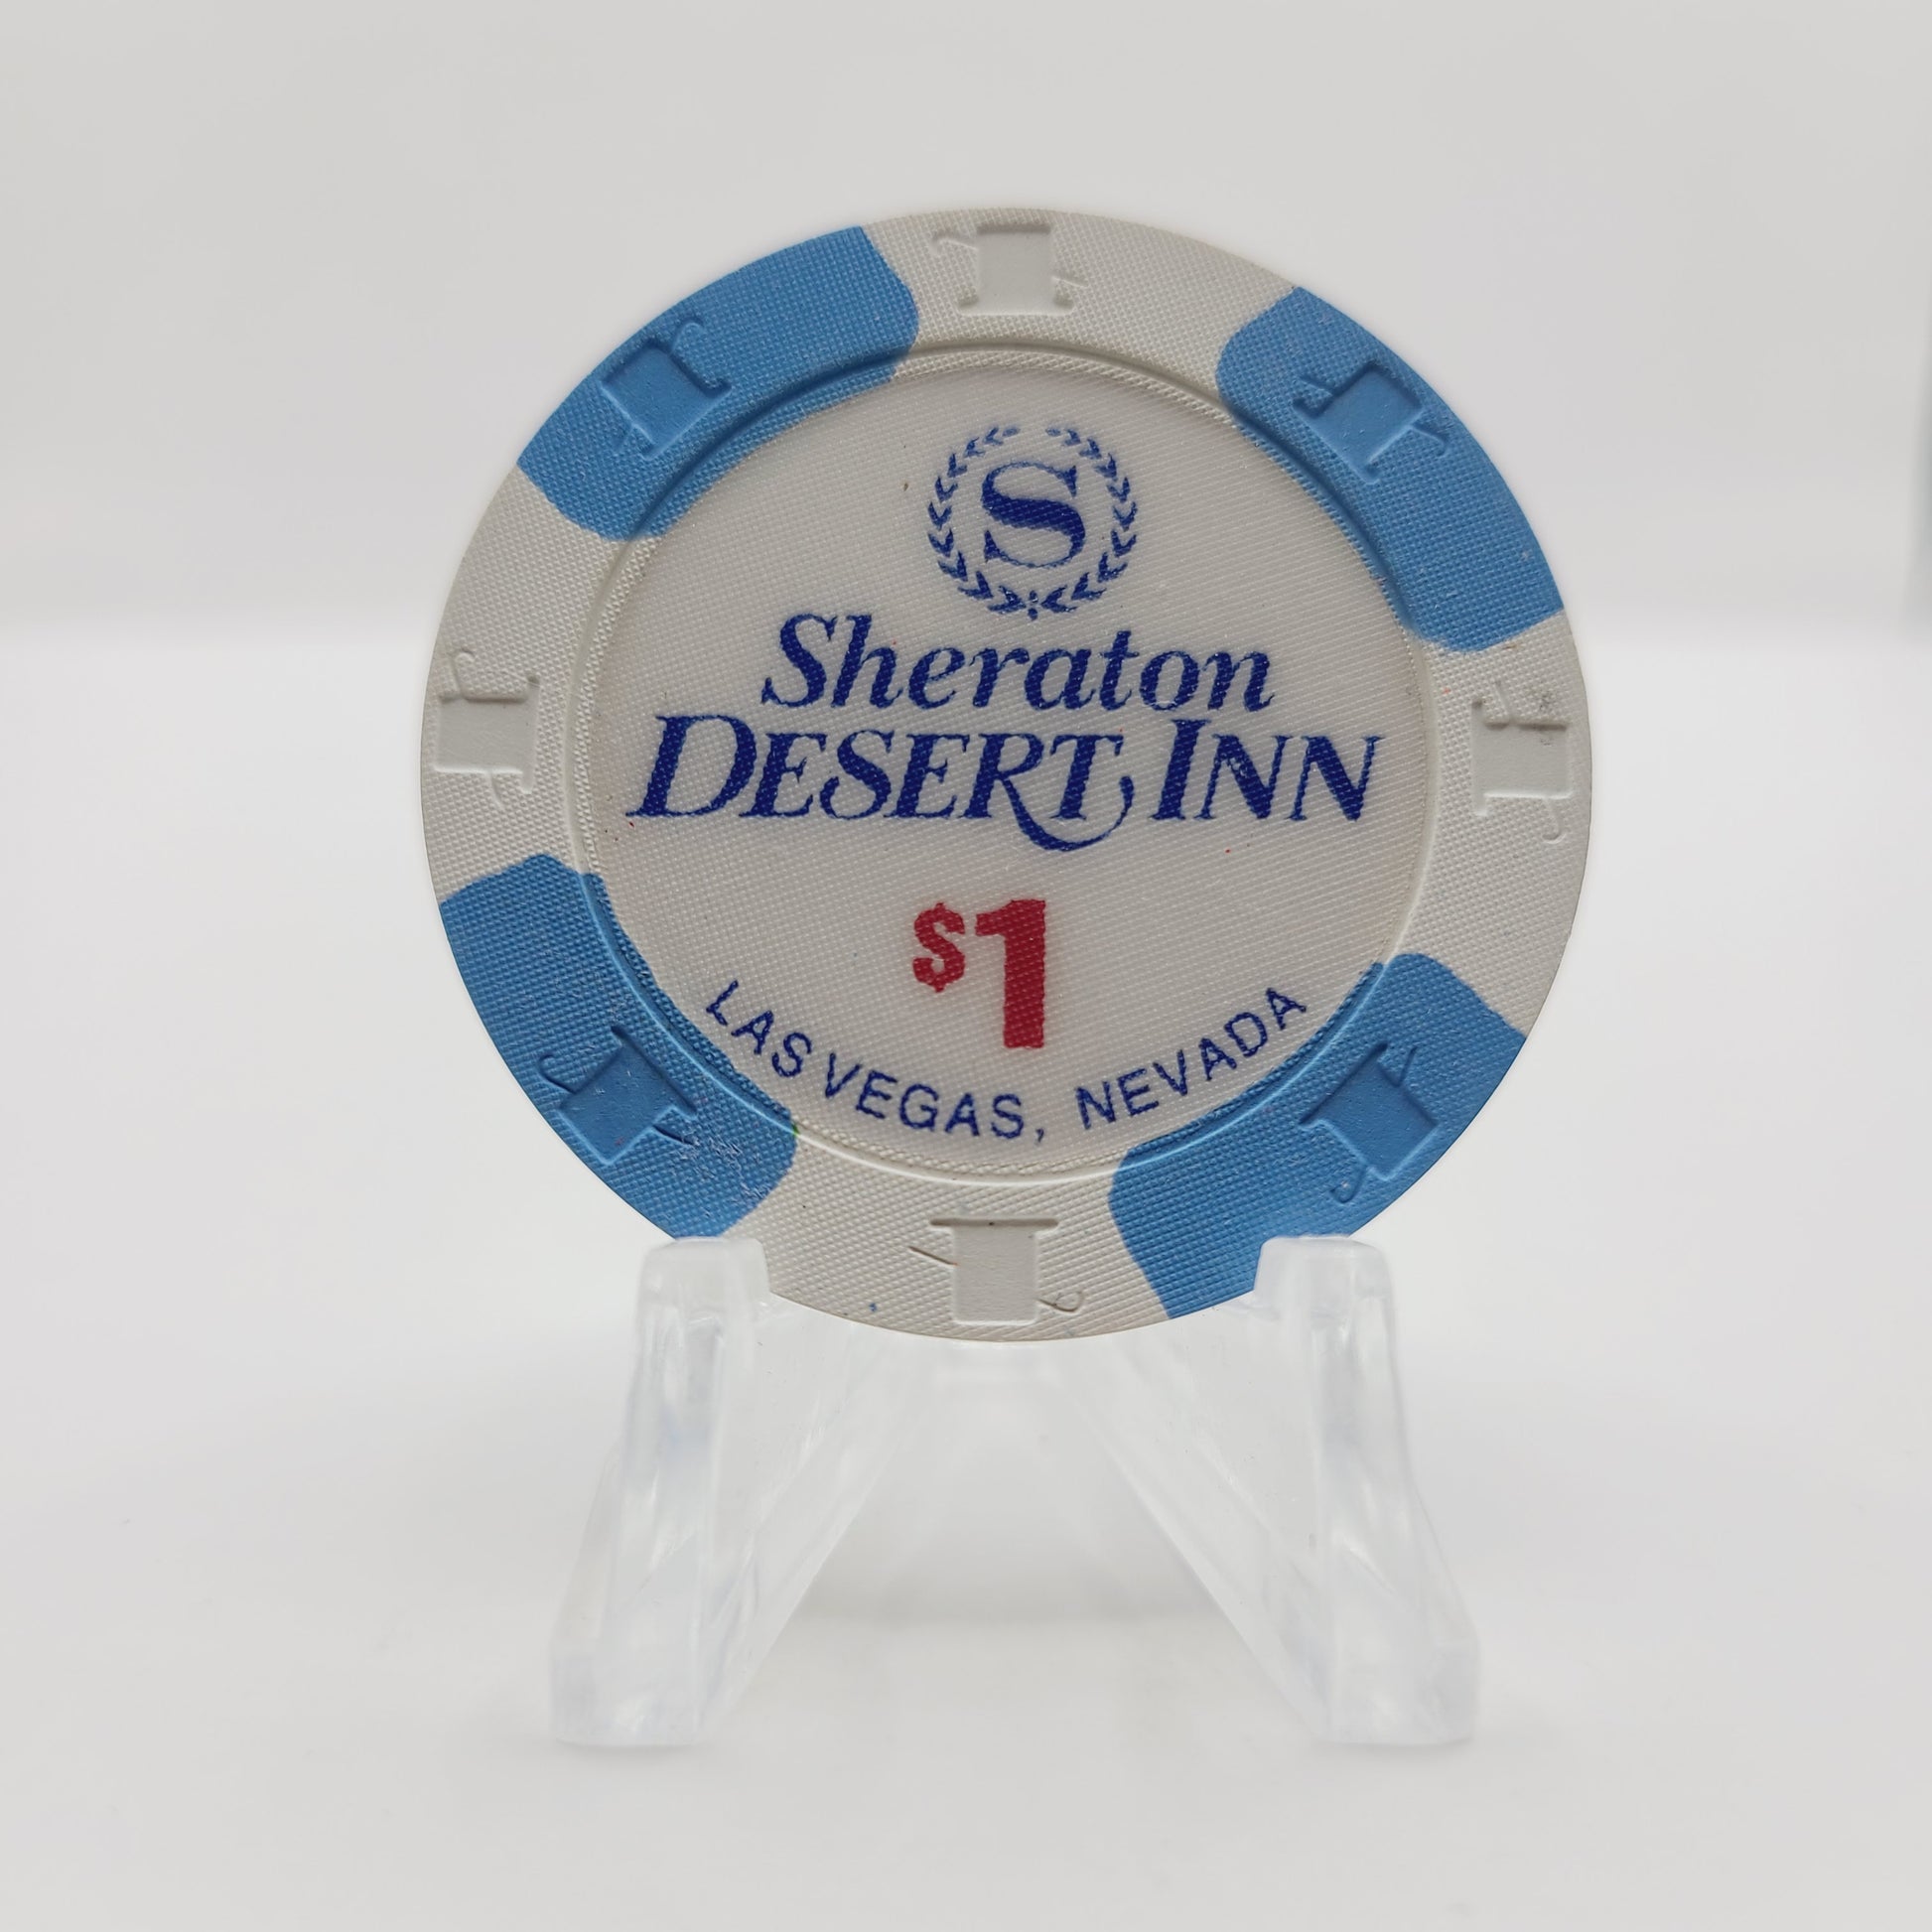 S
Sheraton
DESERT INN
$1
LAS VEGAS, NEVADA